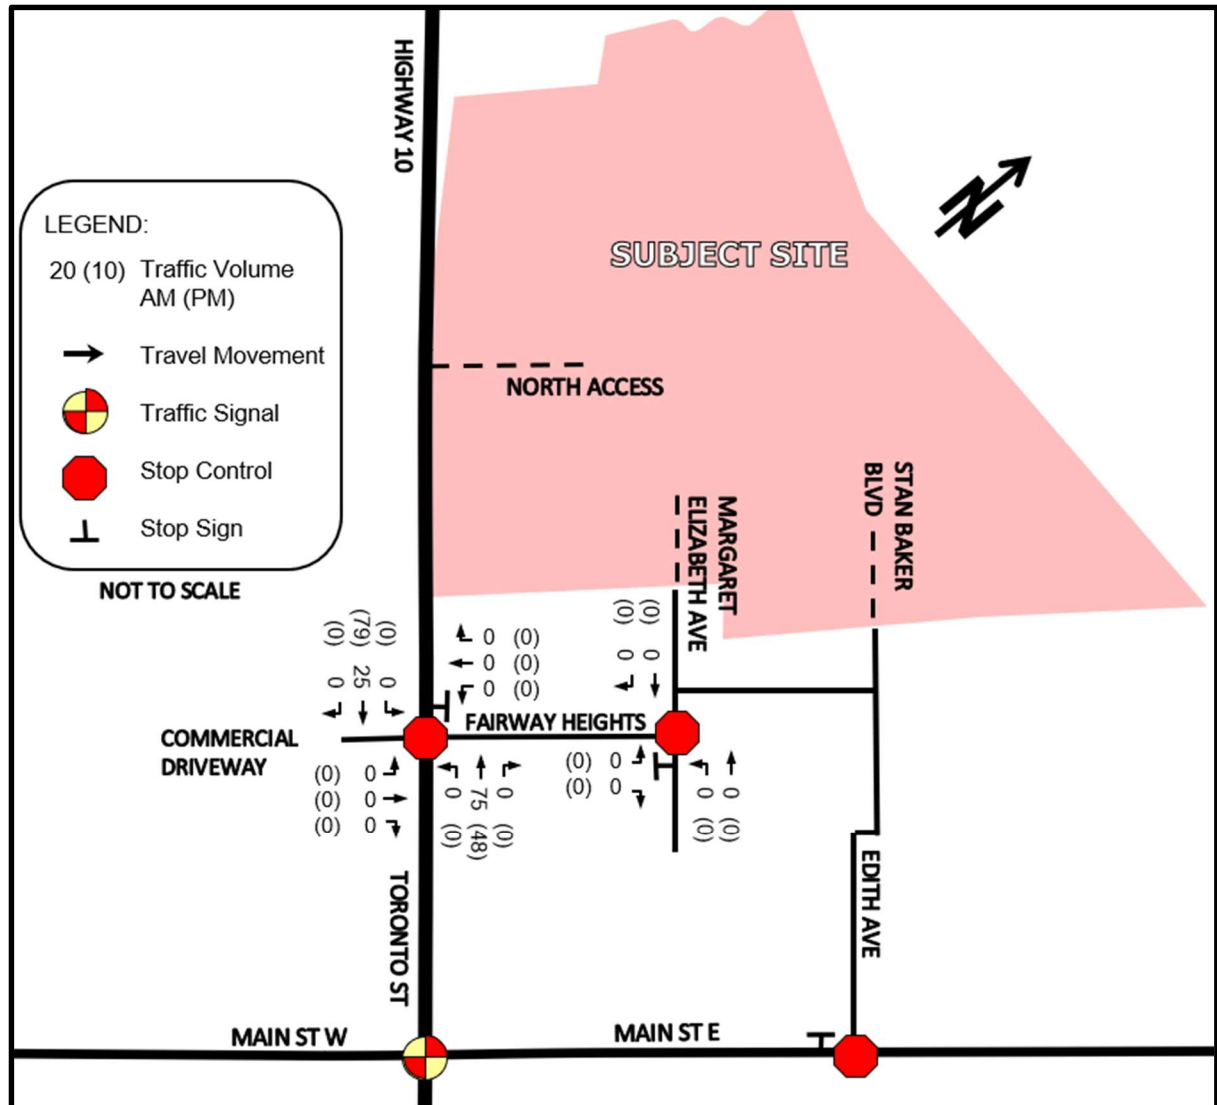 HIGHWAY 10
SUBJECT SITE
N
LEGEND:
20 (10) Traffic Volume
AM (PM)
Travel Movement
Traffic Signal
Stop Control
Stop Sign
NOT TO SCALE
NORTH ACCESS
STAN BAKER
BLVD
MARGARET
ELIZABETH AVE
(0) 0
(79) 25
(0) 0
0 (0)
0 (0)
0 (0)
(0) 0
(0) 0
FAIRWAY HEIGHTS
COMMERCIAL
DRIVEWAY
(0) 0
(0) 0
(0) 0
0 (0)
75 (48)
0 (0)
(0) 0
(0) 0
0 (0)
0 (0)
TORONTO ST
EDITH AVE
MAIN ST W
MAIN ST E